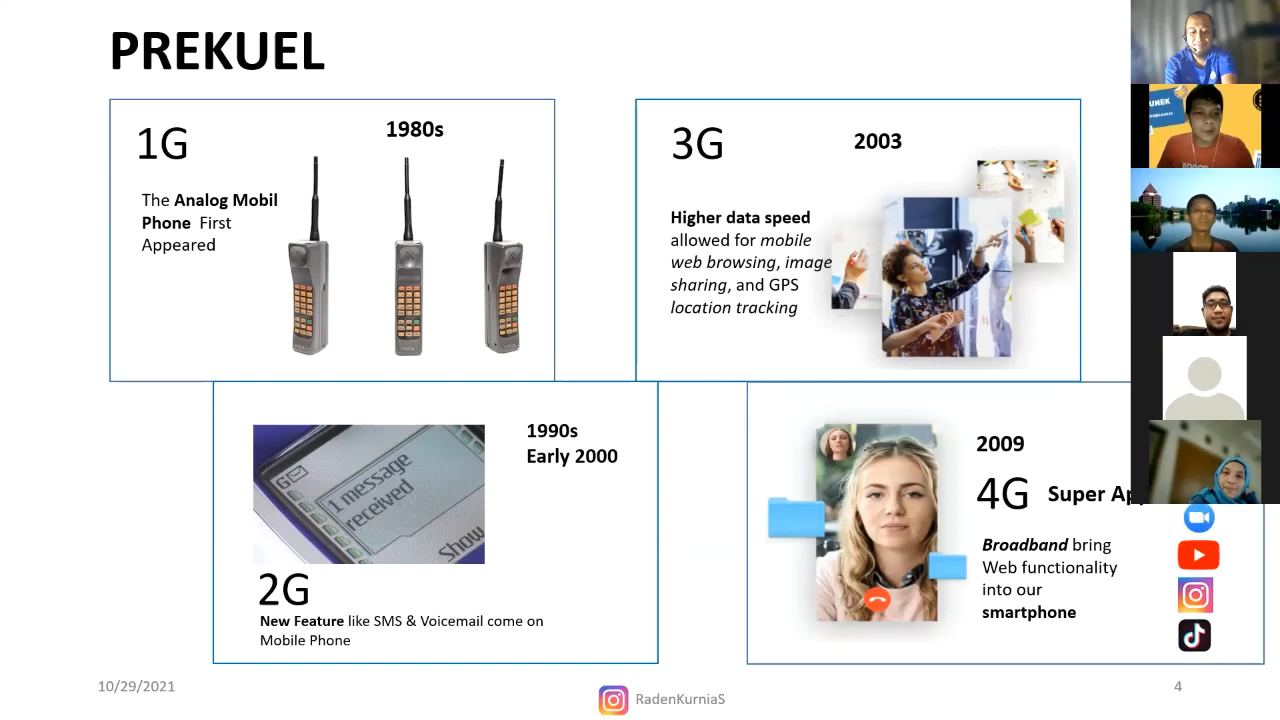 PREKUEL
1G
1980s
The Analog Mobil
Phone First
Appeared
3G
2003
Higher data speed
allowed for mobile
web browsing, image
sharing, and GPS
location tracking
1 message
received
Show
1990s
Early 2000
2G
New Feature like SMS & Voicemail come on
Mobile Phone
2009
4G
Super Ap
Broadband bring
Web functionality
into our
smartphone
10/29/2021
RadenKurniaS
4